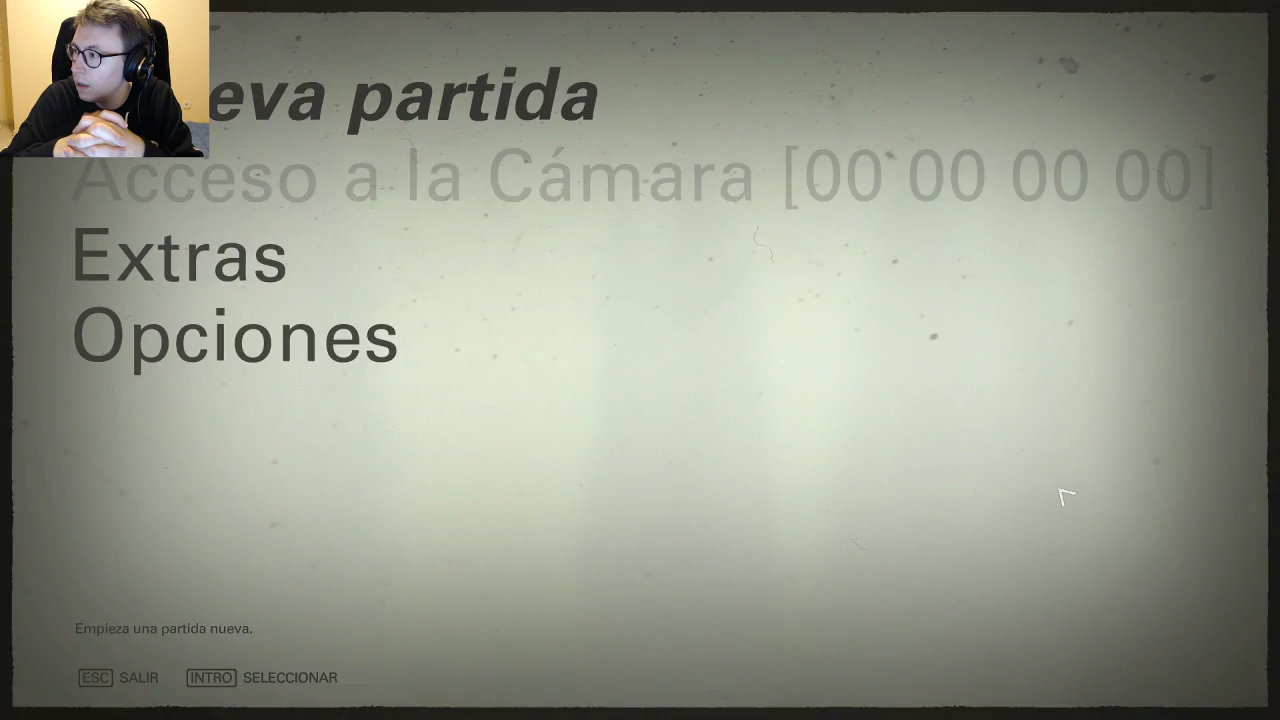 eva partida
Acceso a la Cámara [00 00 00 00]
Extras
Opciones
Empieza una partida nueva.
ESC SALIR INTRO SELECCIONAR